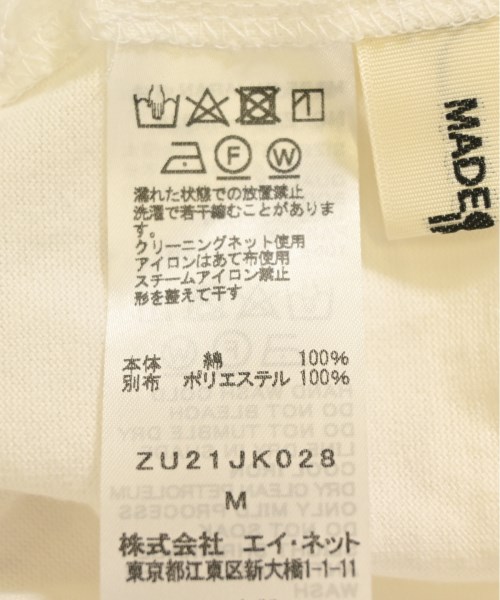 MADE
F
W
濡れた状態での放置禁止
洗濯で若干縮むことがありま
す。
クリーニングネット使用
アイロンはあて布使用
スチームアイロン禁止
形を整えて干す
本体 綿 100%
別布 ポリエステル 100%
ZU21JK028
M
株式会社 エイ・ネット
東京都江東区新大橋1-1-11